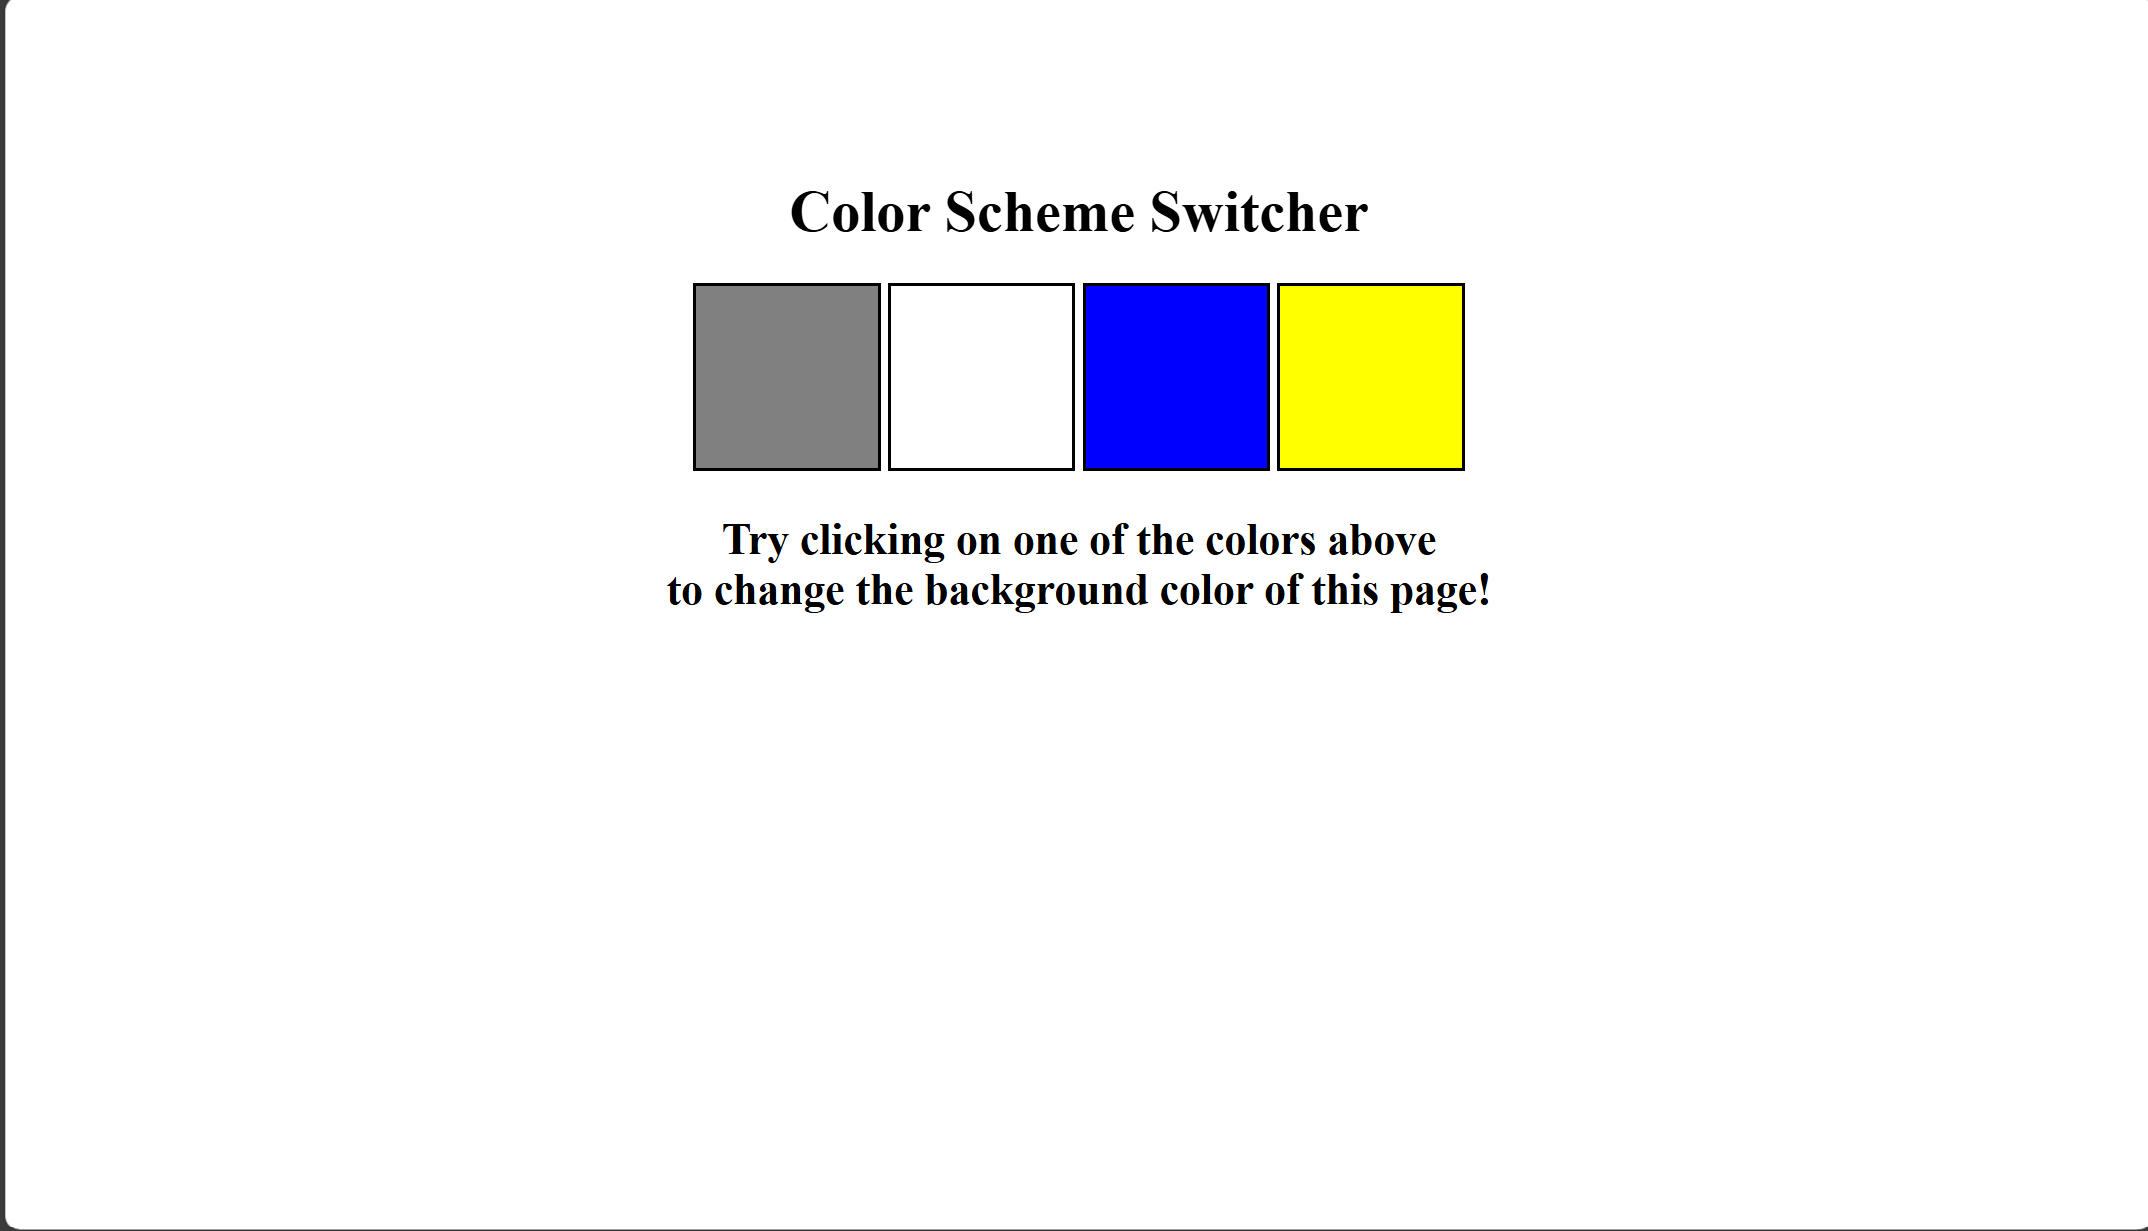 Color Scheme Switcher
Try clicking on one of the colors above
to change the background color of this page!